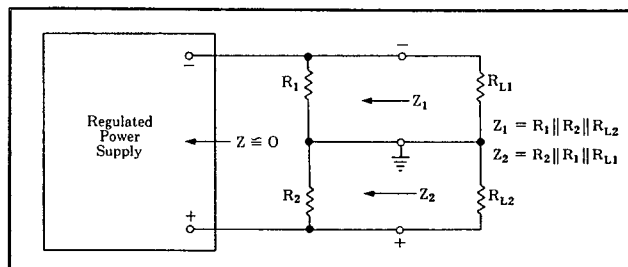 −
−
R1
RL1
Z1
Regulated
Power
Supply
Z ≅ O
Z1 = R1 ‖ R2 ‖ RL2
Z2 = R2 ‖ R1 ‖ RL1
R2
Z2
RL2
+
+